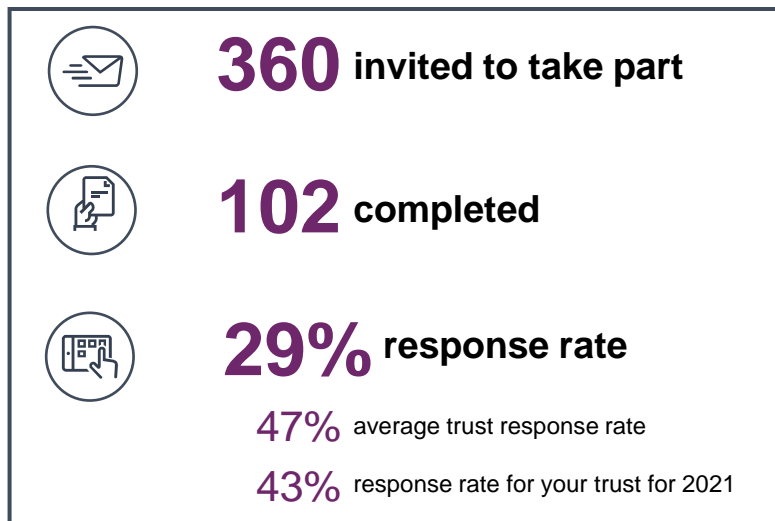 360 invited to take part
102 completed
29% response rate
47% average trust response rate
43% response rate for your trust for 2021